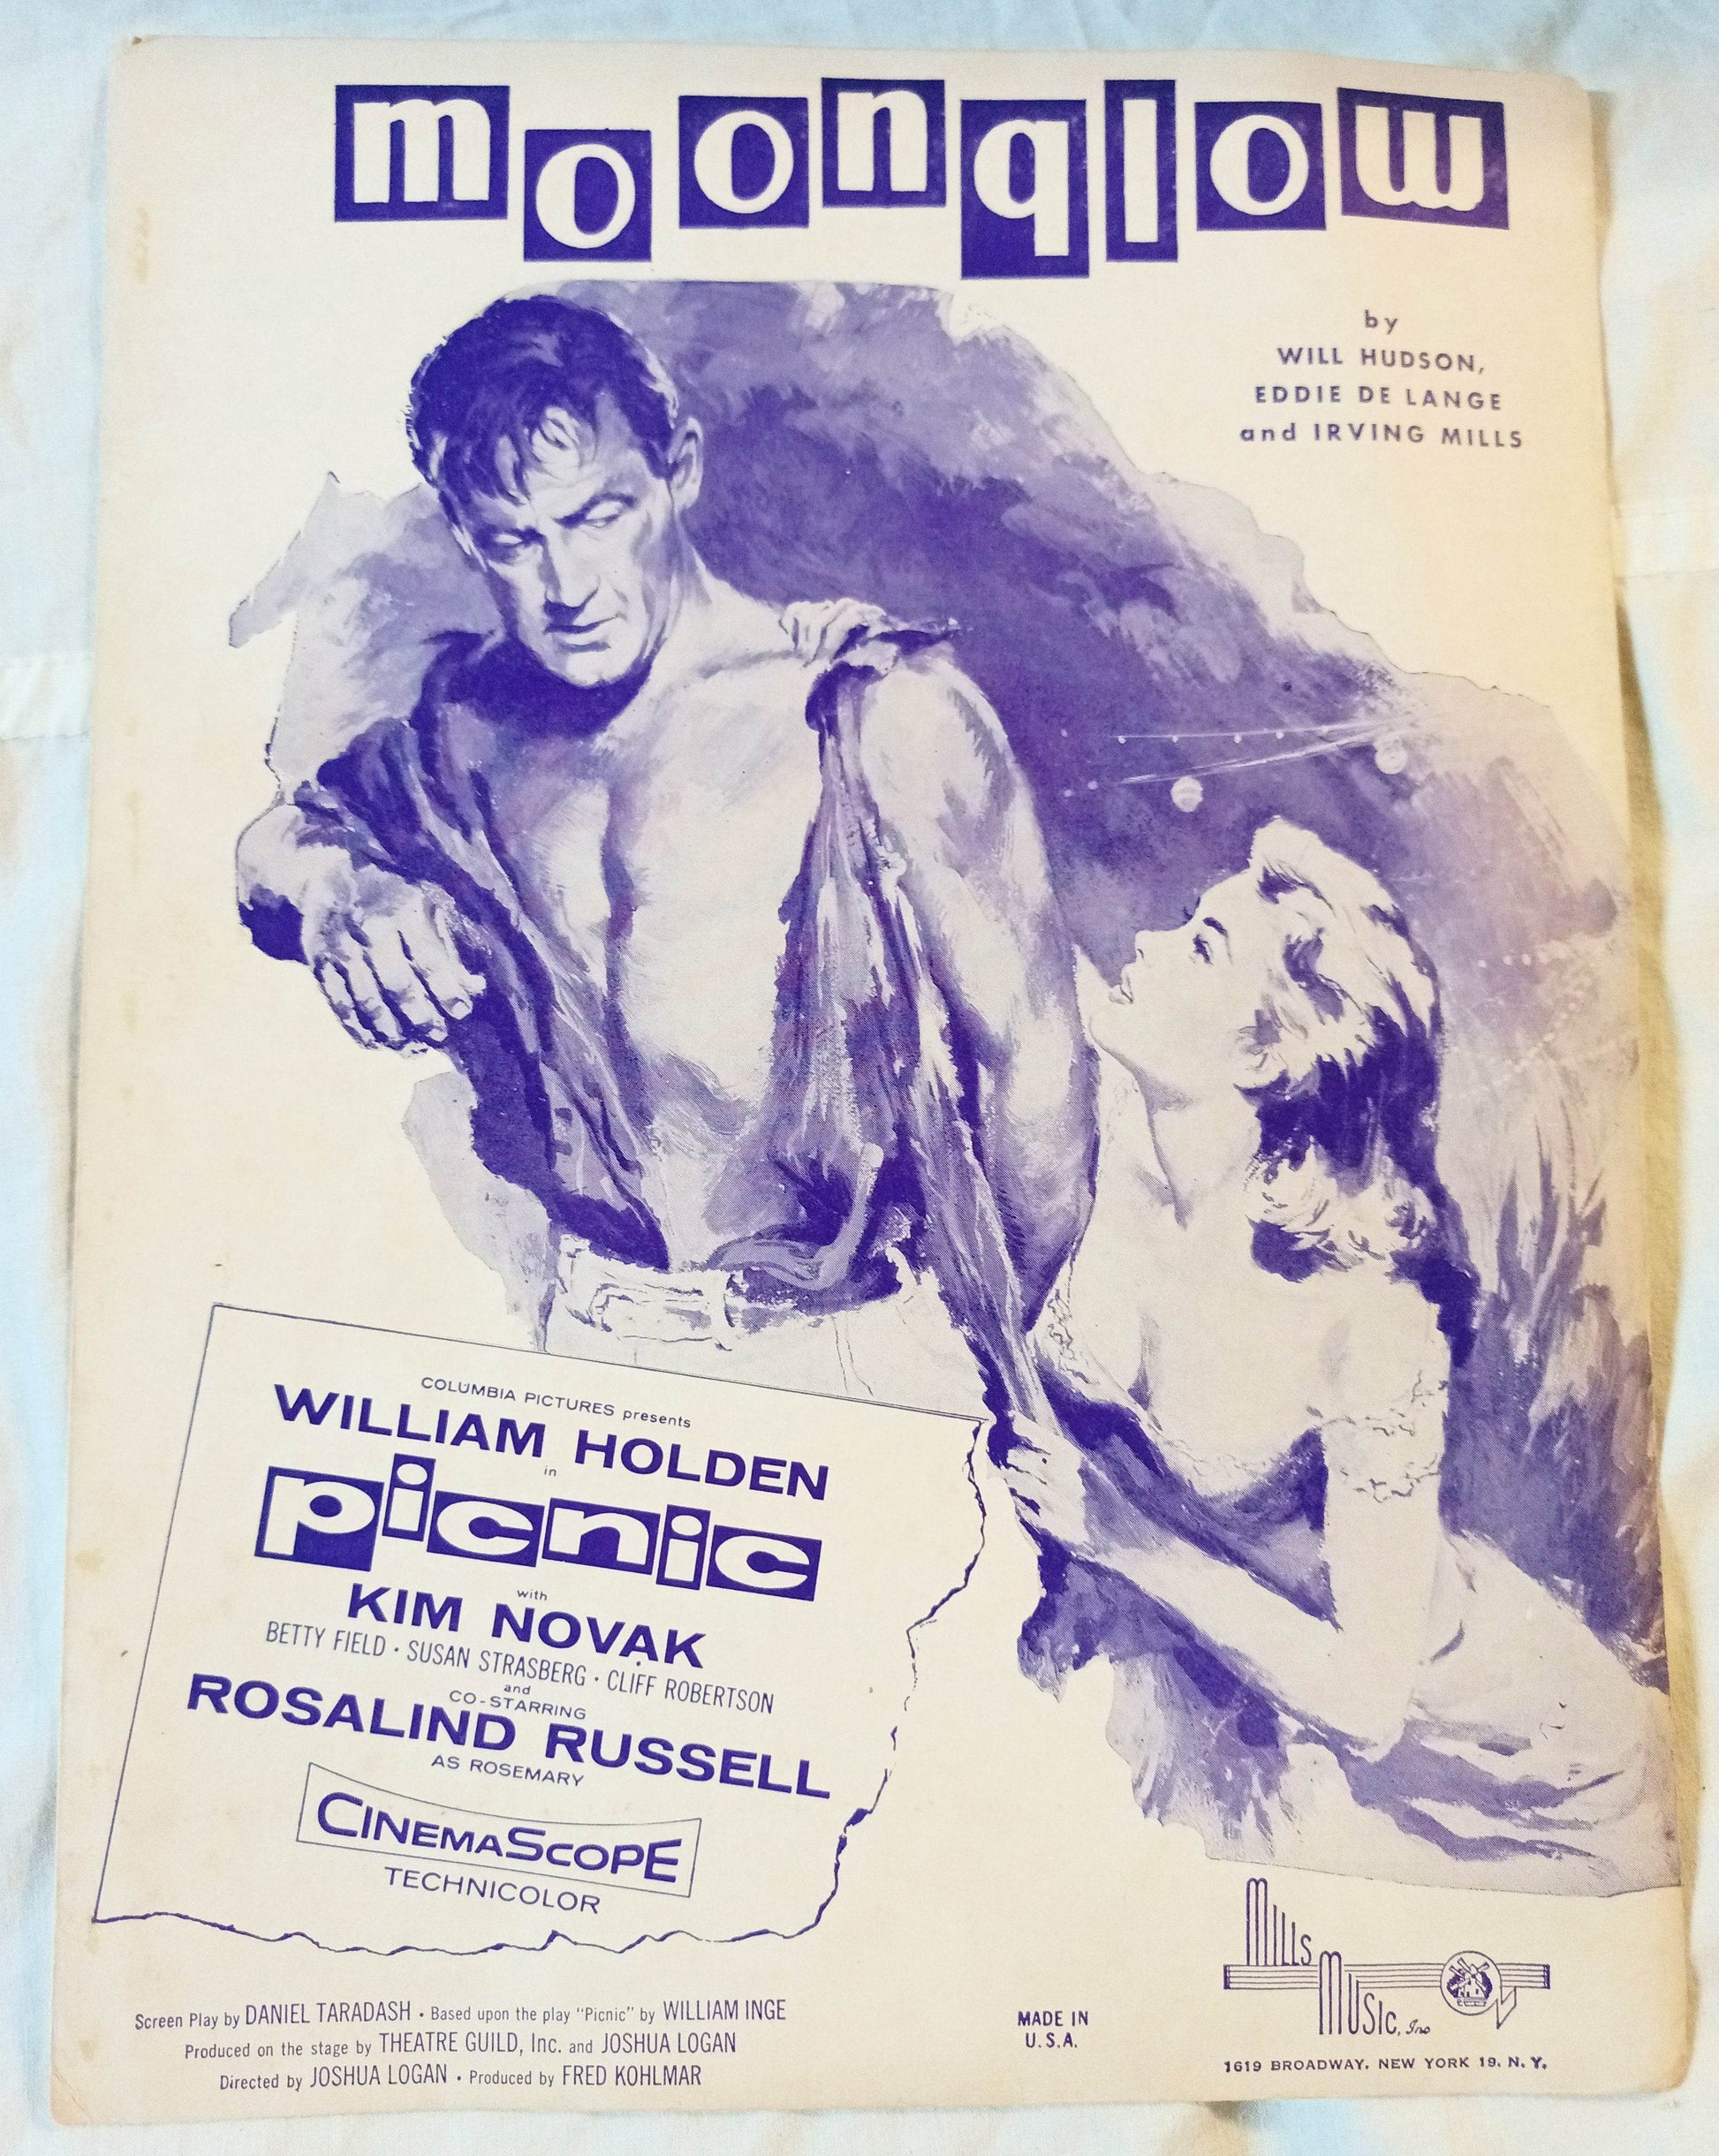 moonglow
by
WILL HUDSON,
EDDIE DE LANGE
and IRVING MILLS
COLUMBIA PICTURES presents
WILLIAM HOLDEN
in
picnic
with
KIM NOVAK
BETTY FIELD · SUSAN STRASBERG · CLIFF ROBERTSON
and
CO-STARRING
ROSALIND RUSSELL
AS ROSEMARY
CINEMASCOPE
TECHNICOLOR
Screen Play by DANIEL TARADASH • Based upon the play "Picnic" by WILLIAM INGE
Produced on the stage by THEATRE GUILD, Inc. and JOSHUA LOGAN
Directed by JOSHUA LOGAN • Produced by FRED KOHLMAR
MADE IN
U.S.A.
MILLS
MUSIC, Inc
1619 BROADWAY, NEW YORK 19, N. Y.